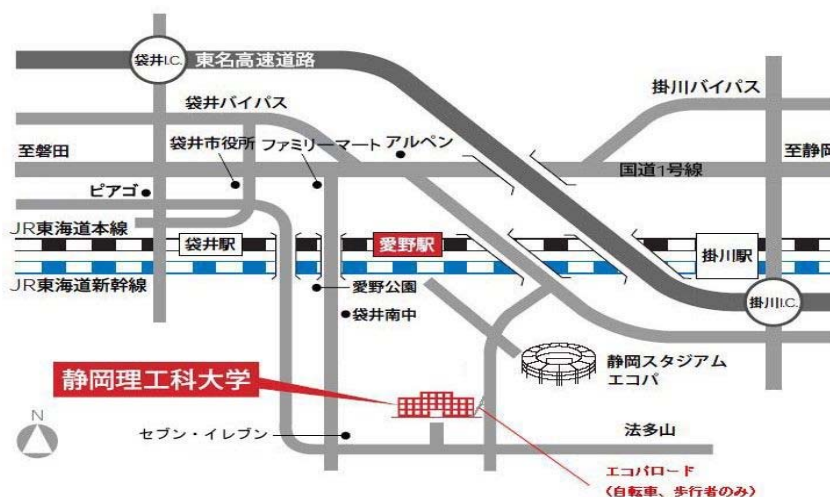 袋井I.C.
東名高速道路
袋井バイパス
掛川バイパス
至磐田
袋井市役所
ファミリーマート
アルペン
国道1号線
至静岡
ピアゴ
JR東海道本線
袋井駅
愛野駅
掛川駅
JR東海道新幹線
愛野公園
掛川I.C.
袋井南中
静岡スタジアム
エコパ
静岡理工科大学
N
セブン・イレブン
法多山
エコパロード
(自転車、歩行者のみ)